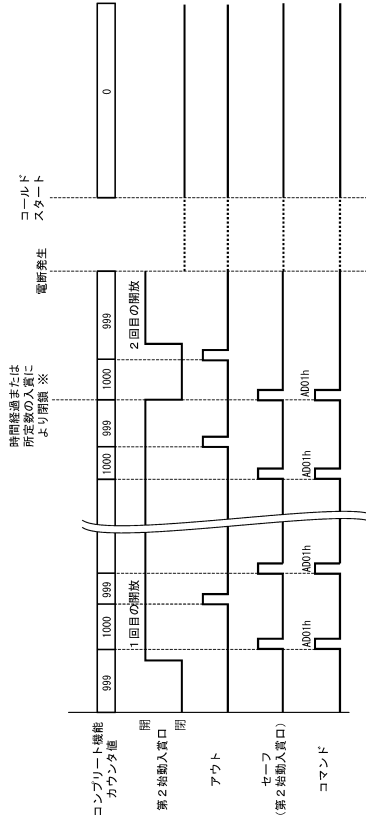 時間経過または
所定数の入賞に
より閉鎖 ※
電断発生
コールド
スタート
コンプリート機能
カウンタ値
999
1000
999
1000
999
1000
999
0
第２始動入賞口
開
閉
1回目の開放
2回目の開放
アウト
セーフ
(第２始動入賞口)
コマンド
AD01h
AD01h
AD01h
AD01h